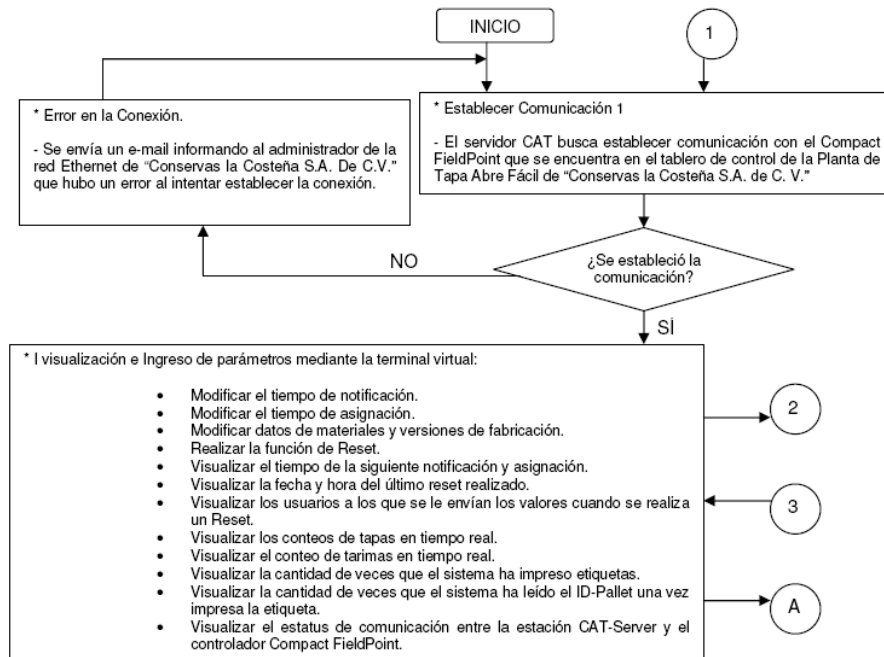 INICIO
1
* Error en la Conexión.
- Se envía un e-mail informando al administrador de la
red Ethernet de “Conservas la Costeña S.A. De C.V.”
que hubo un error al intentar establecer la conexión.
* Establecer Comunicación 1
- El servidor CAT busca establecer comunicación con el Compact
FieldPoint que se encuentra en el tablero de control de la Planta de
Tapa Abre Fácil de “Conservas la Costeña S.A. de C. V.”
¿Se estableció la
comunicación?
NO
SÍ
* I visualización e Ingreso de parámetros mediante la terminal virtual:
• Modificar el tiempo de notificación.
• Modificar el tiempo de asignación.
• Modificar datos de materiales y versiones de fabricación.
• Realizar la función de Reset.
• Visualizar el tiempo de la siguiente notificación y asignación.
• Visualizar la fecha y hora del último reset realizado.
• Visualizar los usuarios a los que se le envían los valores cuando se realiza
un Reset.
• Visualizar los conteos de tapas en tiempo real.
• Visualizar el conteo de tarimas en tiempo real.
• Visualizar la cantidad de veces que el sistema ha impreso etiquetas.
• Visualizar la cantidad de veces que el sistema ha leído el ID-Pallet una vez
impresa la etiqueta.
• Visualizar el estatus de comunicación entre la estación CAT-Server y el
controlador Compact FieldPoint.
2
3
A